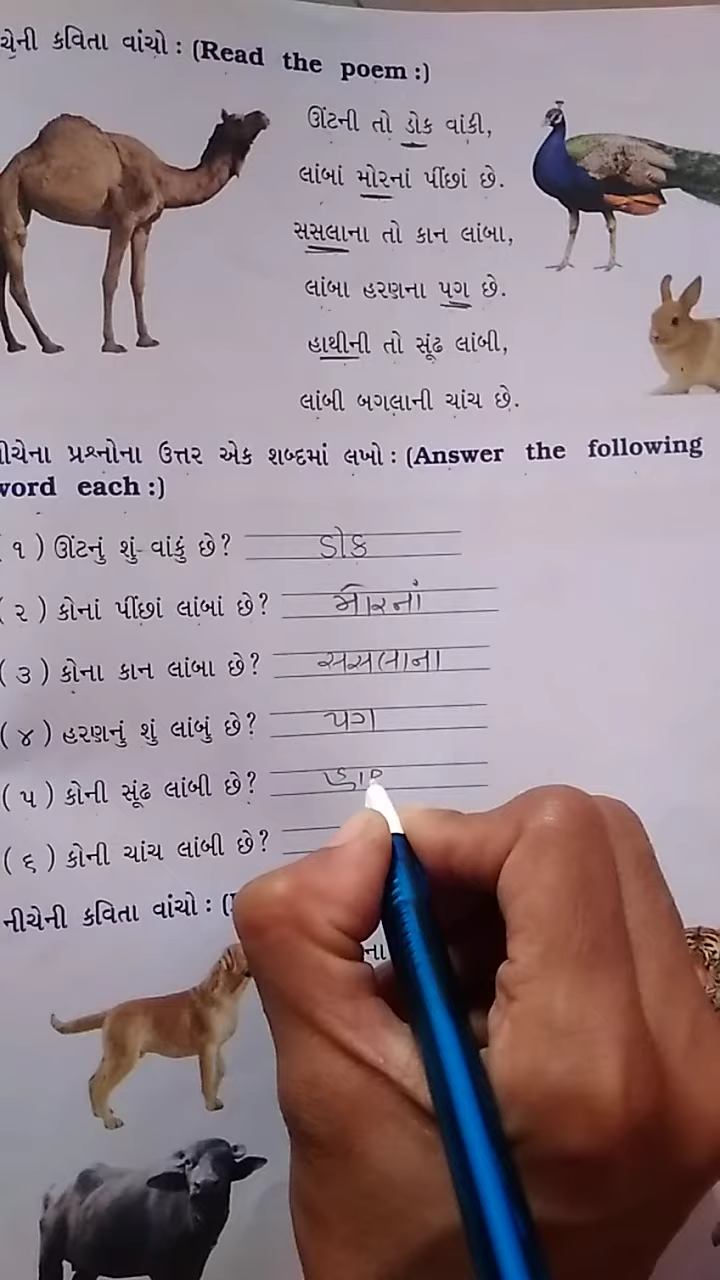 ચેની કવિતા વાંચો : (Read the poem :)
ઊંટની તો ડોક વાંકી,
લાંબાં મોરનાં પીંછાં છે.
સસલાના તો કાન લાંબા,
લાંબા હરણના પગ છે.
હાથીની તો સૂંઢ લાંબી,
લાંબી બગલાની ચાંચ છે.
ીચેના પ્રશ્નોના ઉત્તર એક શબ્દમાં લખો : (Answer the following
word each :)
( ૧ ) ઊંટનું શું વાંકું છે? ડોક
( ૨ ) કોનાં પીંછાં લાંબાં છે? મોરનાં
( ૩ ) કોના કાન લાંબા છે? સસલાના
( ૪ ) હરણનું શું લાંબું છે? પગ
( ૫ ) કોની સૂંઢ લાંબી છે? હા
( ૬ ) કોની ચાંચ લાંબી છે?
નીચેની કવિતા વાંચો : (
ના